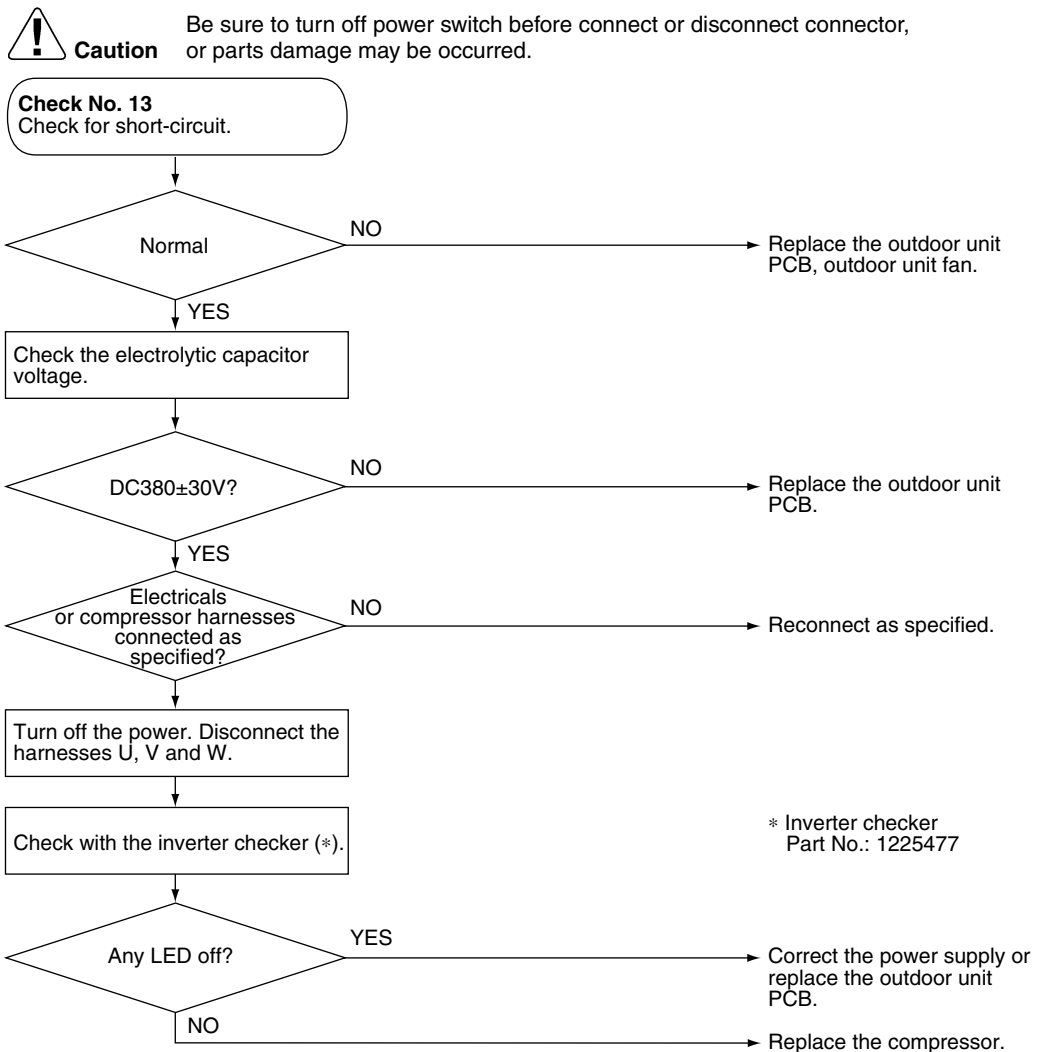 Be sure to turn off power switch before connect or disconnect connector,
Caution or parts damage may be occurred.
Check No. 13
Check for short-circuit.
Normal
NO
Replace the outdoor unit
PCB, outdoor unit fan.
YES
Check the electrolytic capacitor
voltage.
DC380±30V?
NO
Replace the outdoor unit
PCB.
YES
Electricals
or compressor harnesses
connected as
specified?
NO
Reconnect as specified.
Turn off the power. Disconnect the
harnesses U, V and W.
Check with the inverter checker (*).
* Inverter checker
Part No.: 1225477
Any LED off?
YES
Correct the power supply or
replace the outdoor unit
PCB.
NO
Replace the compressor.